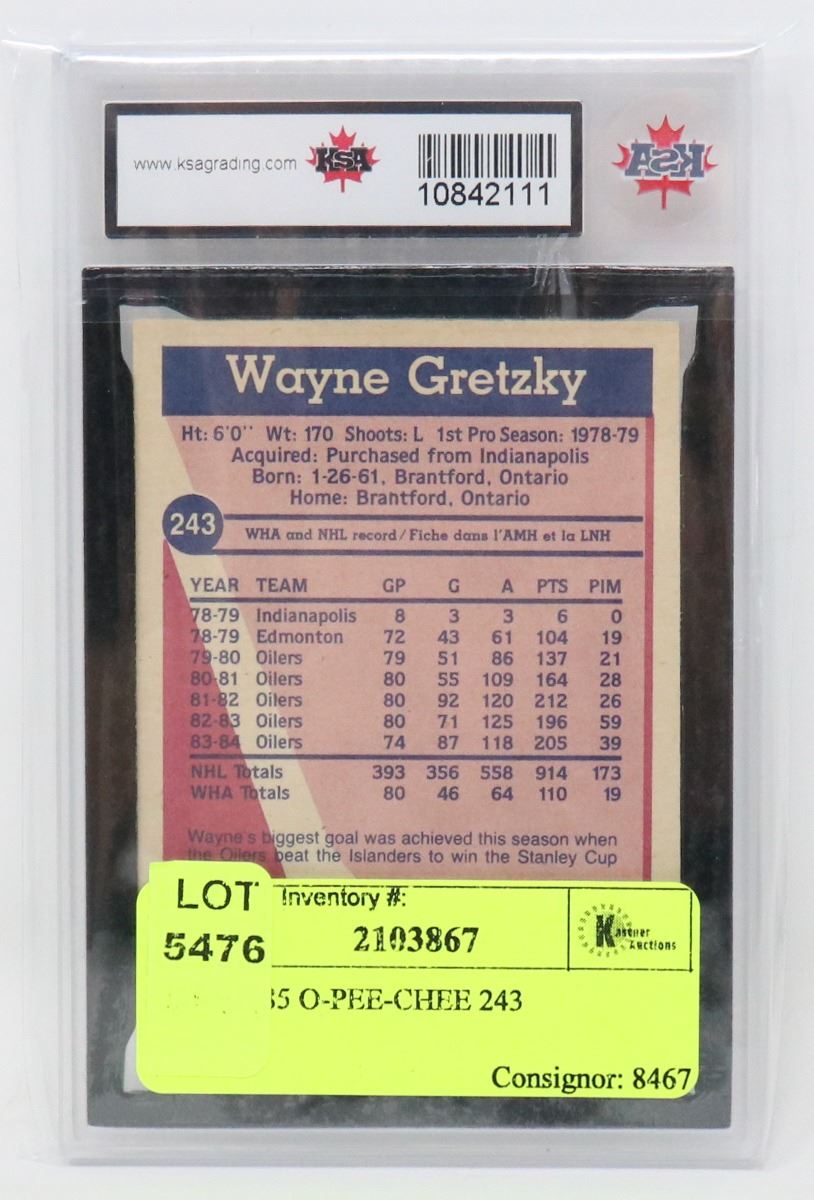 www.ksagrading.com KSA
10842111
KSA
Wayne Gretzky
Ht: 6'0'' Wt: 170 Shoots: L 1st Pro Season: 1978-79
Acquired: Purchased from Indianapolis
Born: 1-26-61, Brantford, Ontario
Home: Brantford, Ontario
243
WHA and NHL record / Fiche dans l'AMH et la LNH
YEAR TEAM GP G A PTS PIM
78-79 Indianapolis 8 3 3 6 0
78-79 Edmonton 72 43 61 104 19
79-80 Oilers 79 51 86 137 21
80-81 Oilers 80 55 109 164 28
81-82 Oilers 80 92 120 212 26
82-83 Oilers 80 71 125 196 59
83-84 Oilers 74 87 118 205 39
NHL Totals 393 356 558 914 173
WHA Totals 80 46 64 110 19
Wayne's biggest goal was achieved this season when
the Oilers beat the Islanders to win the Stanley Cup
LOT
5476
Inventory #:
2103867
Kastner
Auctions
35 O-PEE-CHEE 243
Consignor: 8467